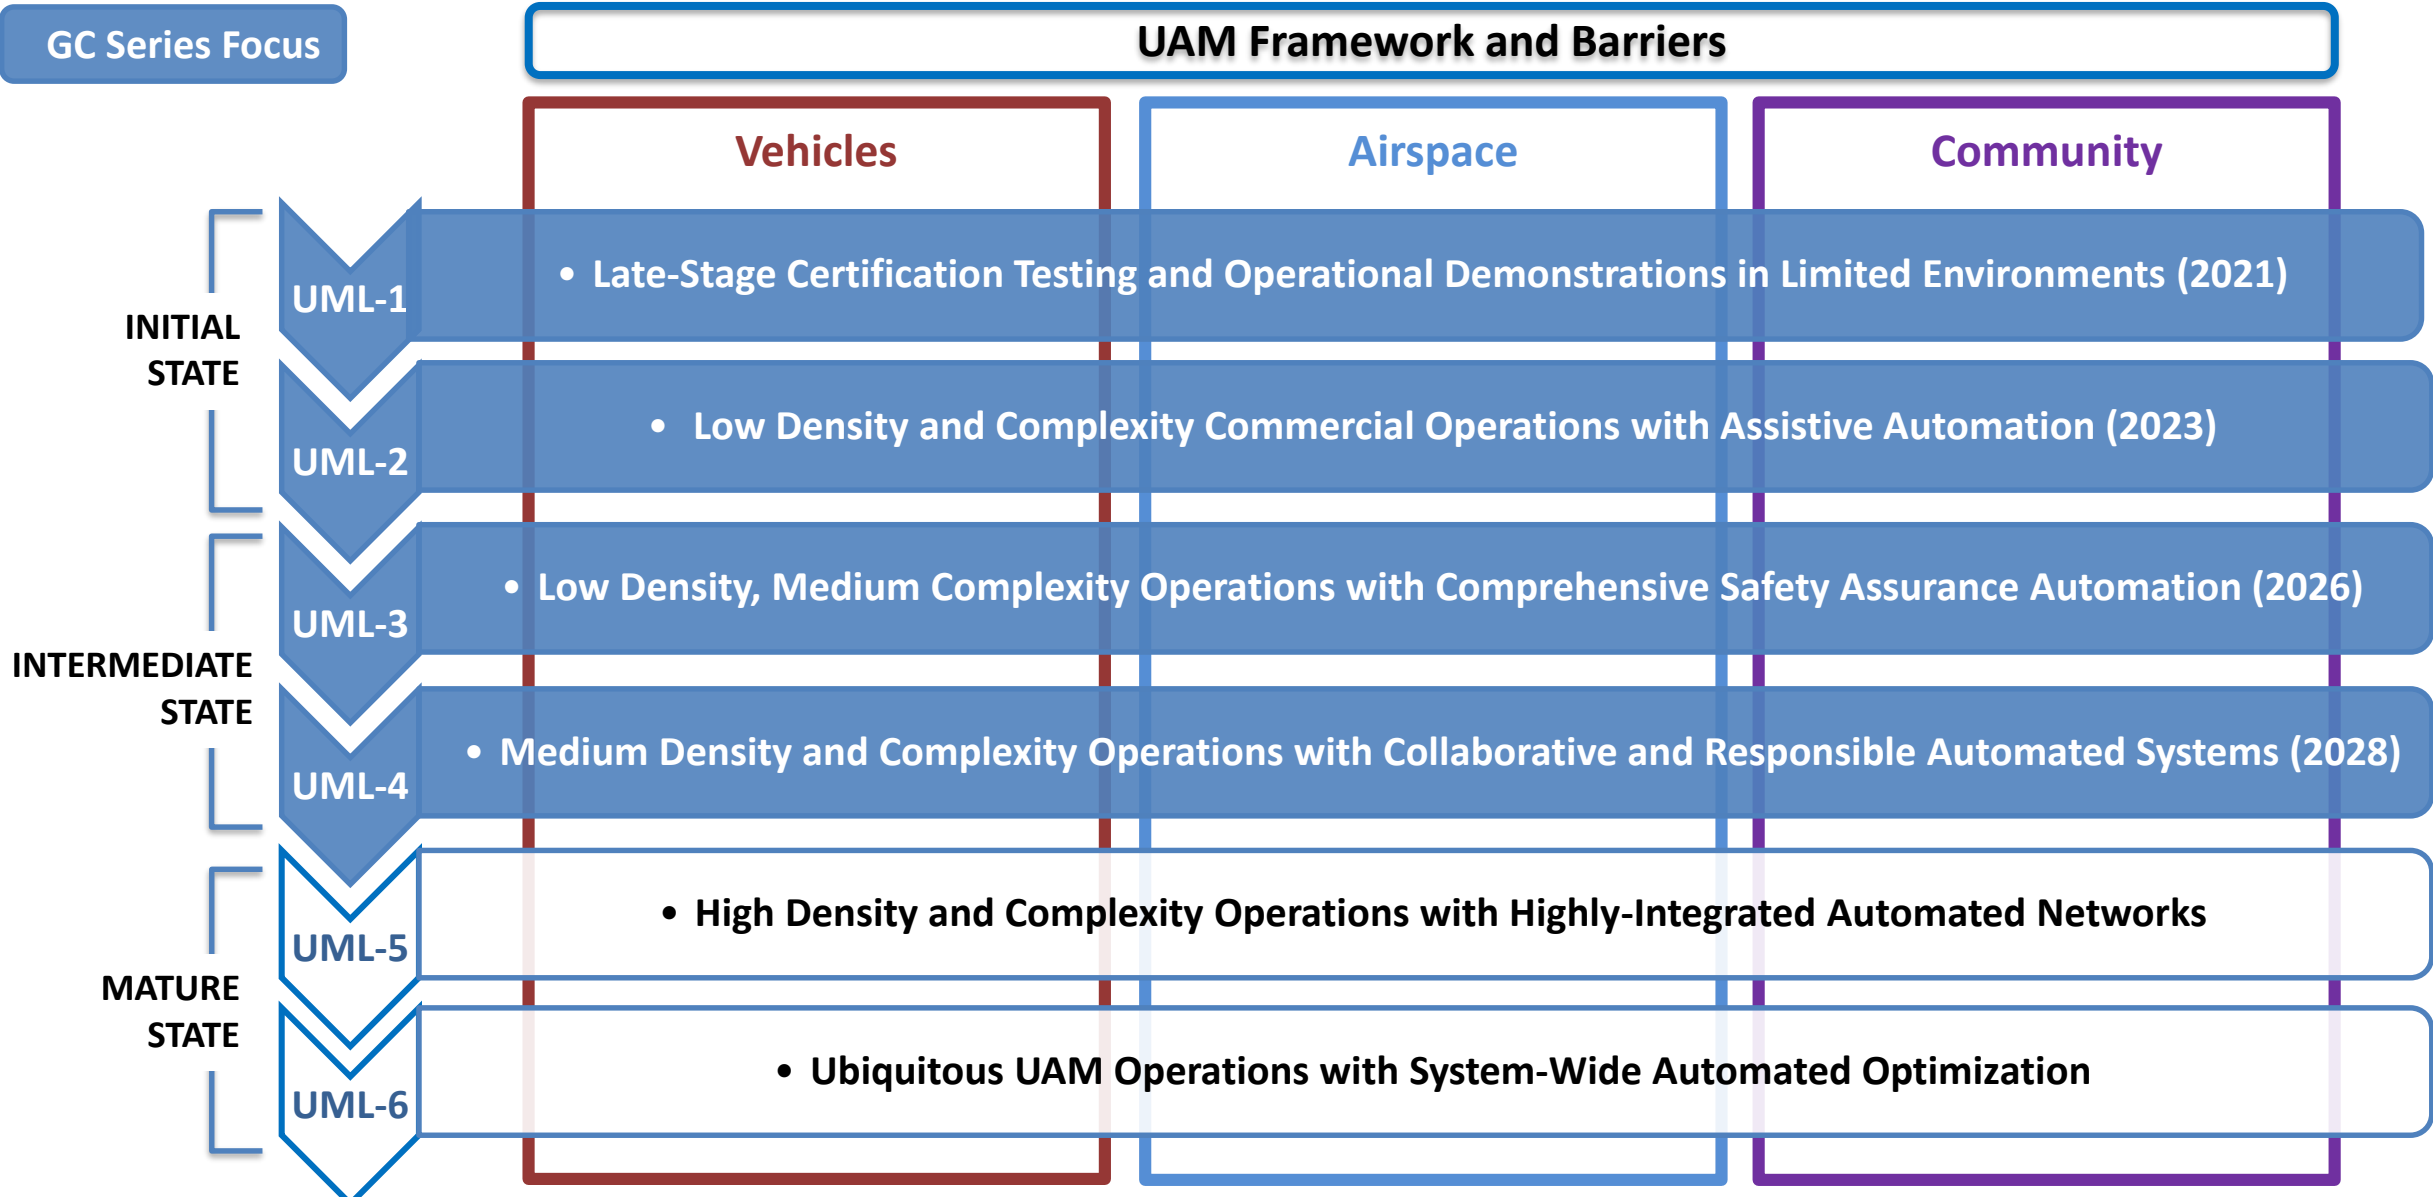 GC Series Focus
UAM Framework and Barriers
Vehicles
Airspace
Community
INITIAL
STATE
UML-1
• Late-Stage Certification Testing and Operational Demonstrations in Limited Environments (2021)
UML-2
• Low Density and Complexity Commercial Operations with Assistive Automation (2023)
INTERMEDIATE
STATE
UML-3
• Low Density, Medium Complexity Operations with Comprehensive Safety Assurance Automation (2026)
UML-4
• Medium Density and Complexity Operations with Collaborative and Responsible Automated Systems (2028)
MATURE
STATE
UML-5
• High Density and Complexity Operations with Highly-Integrated Automated Networks
UML-6
• Ubiquitous UAM Operations with System-Wide Automated Optimization